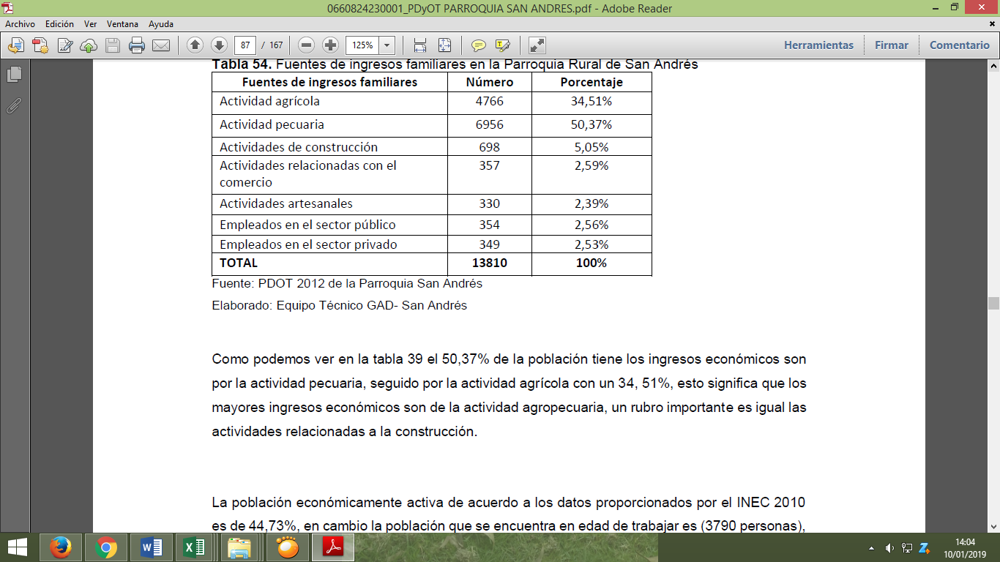 0660824230001_PDyOT PARROQUIA SAN ANDRES.pdf - Adobe Reader
Archivo Edición Ver Ventana Ayuda
87 / 167 125% Herramientas Firmar Comentario
Tabla 54. Fuentes de ingresos familiares en la Parroquia Rural de San Andrés
Fuentes de ingresos familiares Número Porcentaje
Actividad agrícola 4766 34,51%
Actividad pecuaria 6956 50,37%
Actividades de construcción 698 5,05%
Actividades relacionadas con el 357 2,59%
comercio
Actividades artesanales 330 2,39%
Empleados en el sector público 354 2,56%
Empleados en el sector privado 349 2,53%
TOTAL 13810 100%
Fuente: PDOT 2012 de la Parroquia San Andrés
Elaborado: Equipo Técnico GAD- San Andrés
Como podemos ver en la tabla 39 el 50,37% de la población tiene los ingresos económicos son
por la actividad pecuaria, seguido por la actividad agrícola con un 34, 51%, esto significa que los
mayores ingresos económicos son de la actividad agropecuaria, un rubro importante es igual las
actividades relacionadas a la construcción.
La población económicamente activa de acuerdo a los datos proporcionados por el INEC 2010
es de 44,73%, en cambio la población que se encuentra en edad de trabajar es (3790 personas),
14:04
10/01/2019